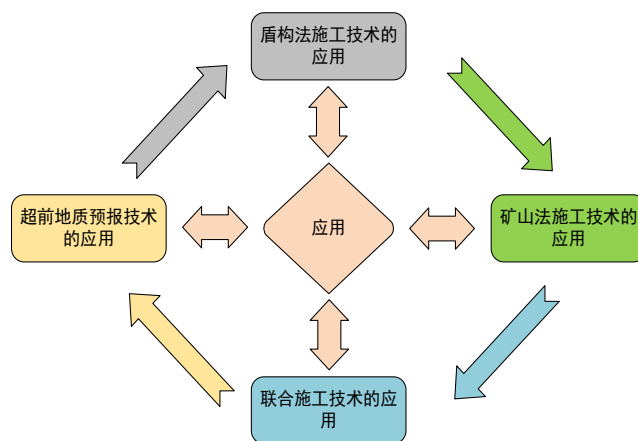 盾构法施工技术的
应用
超前地质预报技术
的应用
应用
矿山法施工技术的
应用
联合施工技术的应
用